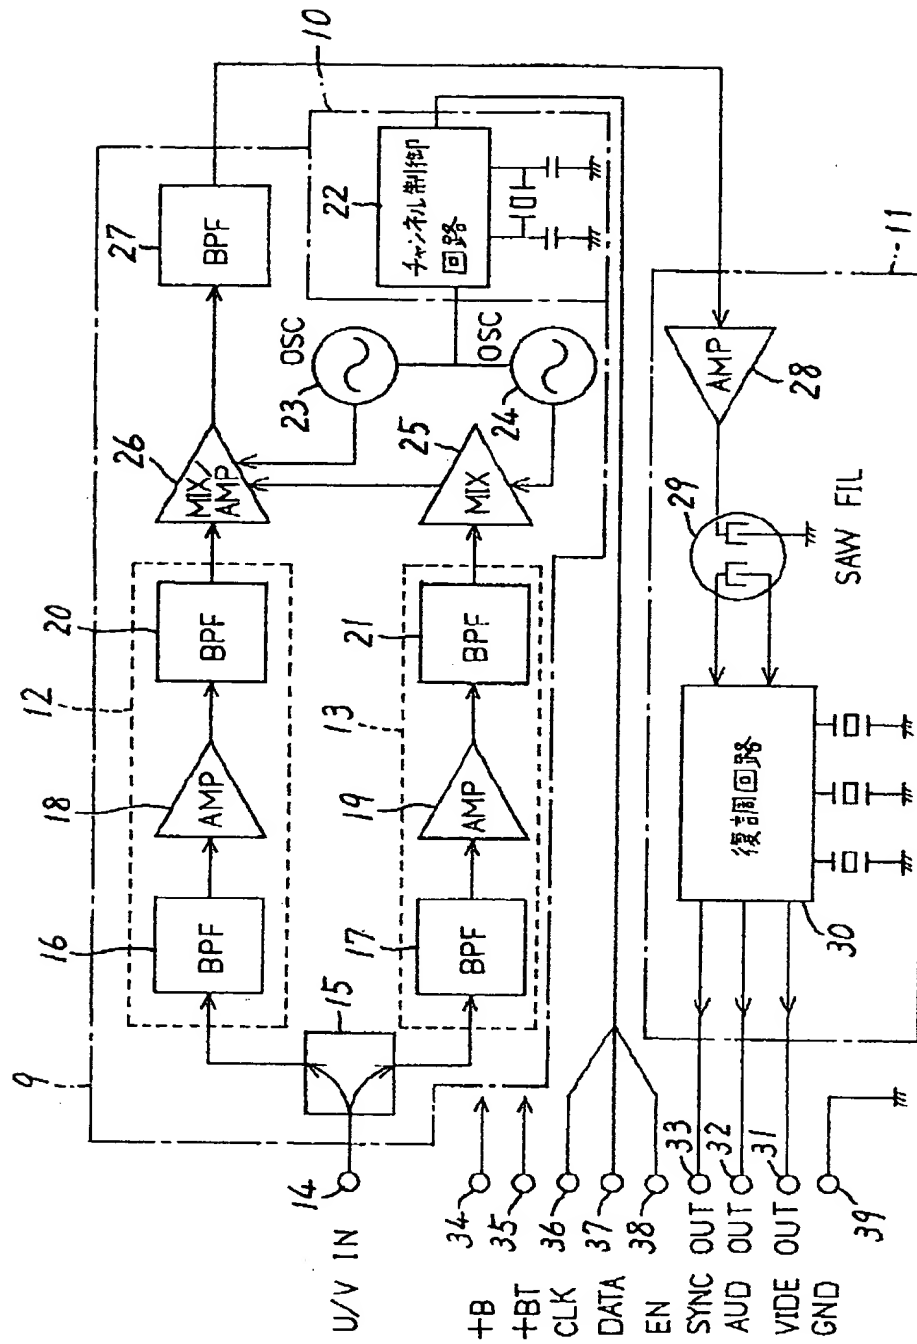 9
12
16
18
20
26
27
BPF
AMP
BPF
MIX/
AMP
BPF
10
22
チャンネル制御
回路
OSC
23
OSC
24
14
U/V IN
15
13
17
19
21
25
BPF
AMP
BPF
MIX
34
+B
35
+BT
36
CLK
37
DATA
38
EN
33
SYNC OUT
32
AUD OUT
31
VIDE OUT
39
GND
11
AMP
28
29
SAW FIL
復調回路
30